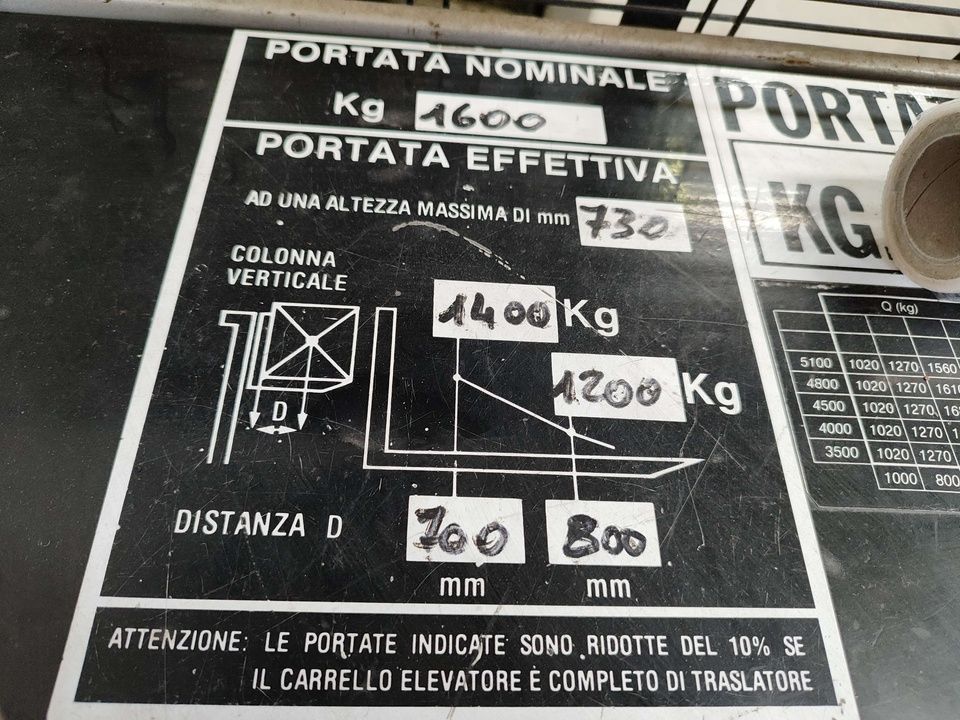 PORTATA NOMINALE
Kg 1600
PORTATA EFFETTIVA
AD UNA ALTEZZA MASSIMA DI mm 730
COLONNA
VERTICALE
1400 Kg
1200 Kg
D
DISTANZA D
700 800
mm mm
ATTENZIONE: LE PORTATE INDICATE SONO RIDOTTE DEL 10% SE
IL CARRELLO ELEVATORE È COMPLETO DI TRASLATORE
KG
Q (kg)
5100 1020 1270 1560
4800 1020 1270
4500 1020 1270
4000 1020 1270
3500 1020 1270
1000